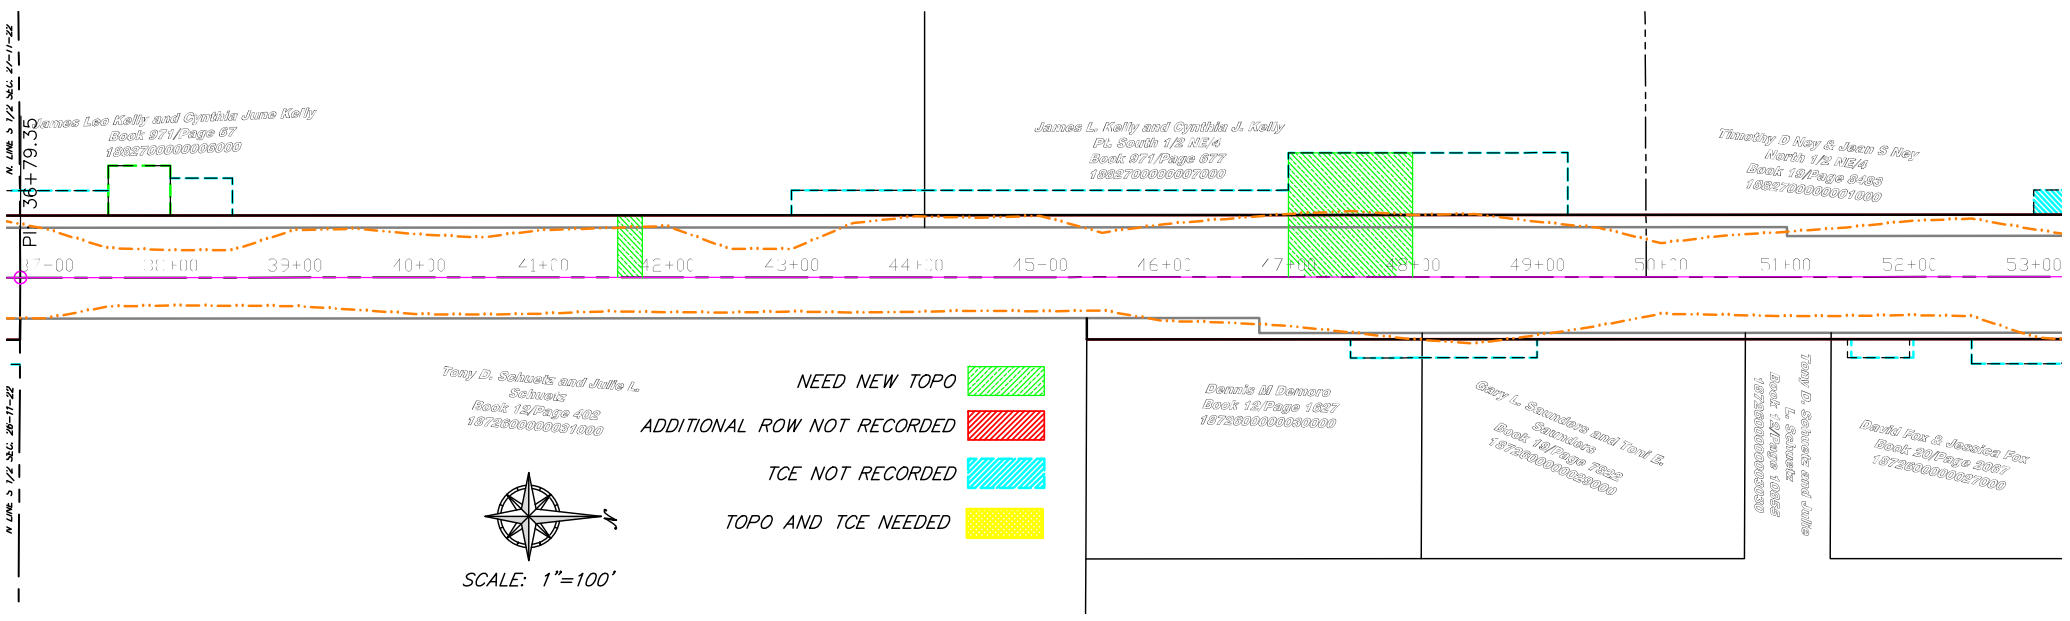 N. LINE S 1/2 SEC. 27-11-22
PI 36+79.35
James Leo Kelly and Cynthia June Kelly
Book 971/Page 67
1882700000006000
James L. Kelly and Cynthia J. Kelly
Pt. South 1/2 NE/4
Book 971/Page 677
1882700000007000
Timothy D Ney & Jean S Ney
North 1/2 NE/4
Book 19/Page 8483
1882700000001000
37+00 38+00 39+00 40+00 41+00 42+00 43+00 44+00 45+00 46+00 47+00 48+00 49+00 50+00 51+00 52+00 53+00
N LINE S 1/2 SEC. 26-11-22
Tony D. Schuetz and Julie L.
Schuetz
Book 12/Page 402
1872600000031000
NEED NEW TOPO
ADDITIONAL ROW NOT RECORDED
TCE NOT RECORDED
TOPO AND TCE NEEDED
N
SCALE: 1"=100'
Dennis M Demoro
Book 12/Page 1627
1872600000030000
Gary L. Saunders and Toni E.
Saunders
Book 19/Page 7822
1872600000029000
Tony D. Schuetz and Julie
L. Schuetz
David Fox & Jessica Fox
Book 20/Page 2067
1872600000027000